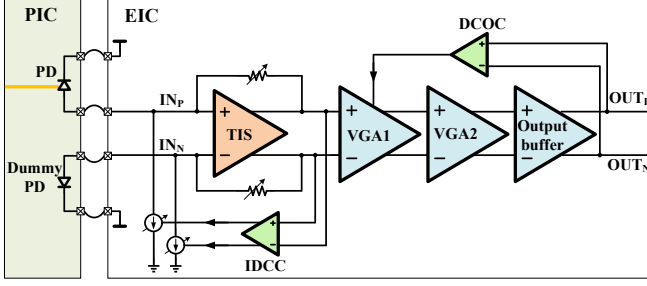 PIC
EIC
PD
Dummy
PD
IN_P
IN_N
TIS
IDCC
DCOC
VGA1
VGA2
Output
buffer
OUT_P
OUT_N
+
−
+
−
+
−
+
−
+
−
+
−